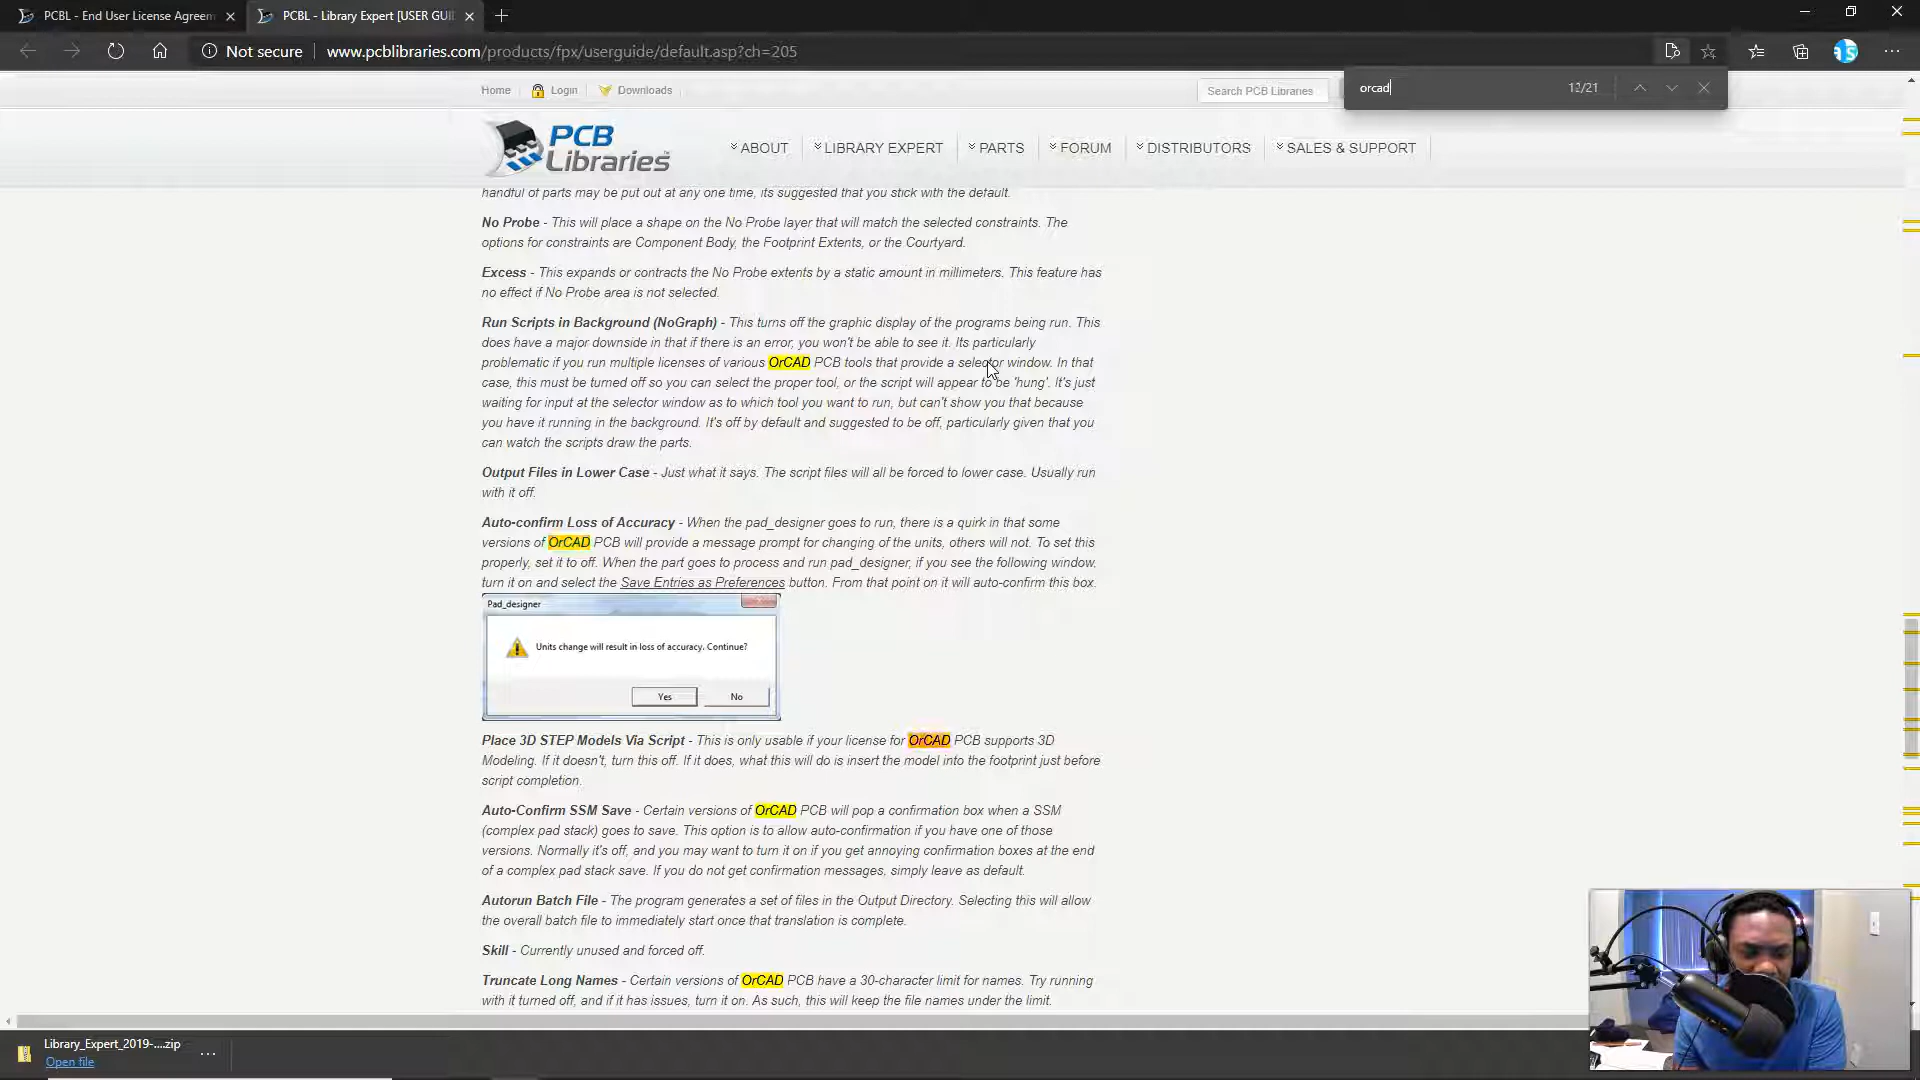 PCBL - End User License Agreem
PCBL - Library Expert [USER GUI
Not secure
www.pcblibraries.com/products/fpx/userguide/default.asp?ch=205
orcad
12/21
Home
Login
Downloads
Search PCB Libraries
PCB
Libraries™
ABOUT
LIBRARY EXPERT
PARTS
FORUM
DISTRIBUTORS
SALES & SUPPORT
handful of parts may be put out at any one time, its suggested that you stick with the default.
No Probe - This will place a shape on the No Probe layer that will match the selected constraints. The
options for constraints are Component Body, the Footprint Extents, or the Courtyard.
Excess - This expands or contracts the No Probe extents by a static amount in millimeters. This feature has
no effect if No Probe area is not selected.
Run Scripts in Background (NoGraph) - This turns off the graphic display of the programs being run. This
does have a major downside in that if there is an error, you won't be able to see it. Its particularly
problematic if you run multiple licenses of various OrCAD PCB tools that provide a selector window. In that
case, this must be turned off so you can select the proper tool, or the script will appear to be 'hung'. It's just
waiting for input at the selector window as to which tool you want to run, but can't show you that because
you have it running in the background. It's off by default and suggested to be off, particularly given that you
can watch the scripts draw the parts.
Output Files in Lower Case - Just what it says. The script files will all be forced to lower case. Usually run
with it off.
Auto-confirm Loss of Accuracy - When the pad_designer goes to run, there is a quirk in that some
versions of OrCAD PCB will provide a message prompt for changing of the units, others will not. To set this
properly, set it to off. When the part goes to process and run pad_designer, if you see the following window,
turn it on and select the Save Entries as Preferences button. From that point on it will auto-confirm this box.
Pad_designer
Units change will result in loss of accuracy. Continue?
Yes
No
Place 3D STEP Models Via Script - This is only usable if your license for OrCAD PCB supports 3D
Modeling. If it doesn't, turn this off. If it does, what this will do is insert the model into the footprint just before
script completion.
Auto-Confirm SSM Save - Certain versions of OrCAD PCB will pop a confirmation box when a SSM
(complex pad stack) goes to save. This option is to allow auto-confirmation if you have one of those
versions. Normally it's off, and you may want to turn it on if you get annoying confirmation boxes at the end
of a complex pad stack save. If you do not get confirmation messages, simply leave as default.
Autorun Batch File - The program generates a set of files in the Output Directory. Selecting this will allow
the overall batch file to immediately start once that translation is complete.
Skill - Currently unused and forced off.
Truncate Long Names - Certain versions of OrCAD PCB have a 30-character limit for names. Try running
with it turned off, and if it has issues, turn it on. As such, this will keep the file names under the limit.
Library_Expert_2019-....zip
Open file